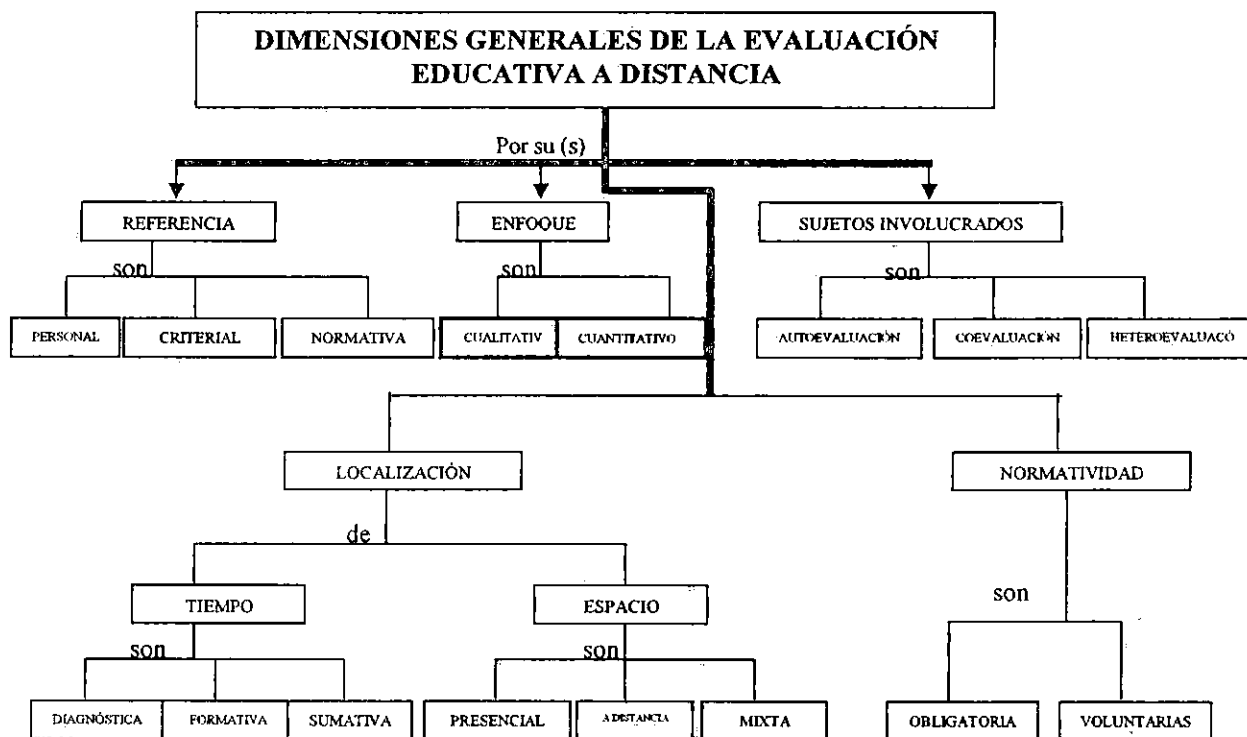 DIMENSIONES GENERALES DE LA EVALUACIÓN
EDUCATIVA A DISTANCIA
Por su (s)
REFERENCIA
ENFOQUE
SUJETOS INVOLUCRADOS
son
son
son
PERSONAL
CRITERIAL
NORMATIVA
CUALITATIV
CUANTITATIVO
AUTOEVALUACIÓN
COEVALUACIÓN
HETEROEVALUACÓ
LOCALIZACIÓN
NORMATIVIDAD
de
TIEMPO
ESPACIO
son
son
son
DIAGNÓSTICA
FORMATIVA
SUMATIVA
PRESENCIAL
A DISTANCIA
MIXTA
OBLIGATORIA
VOLUNTARIAS